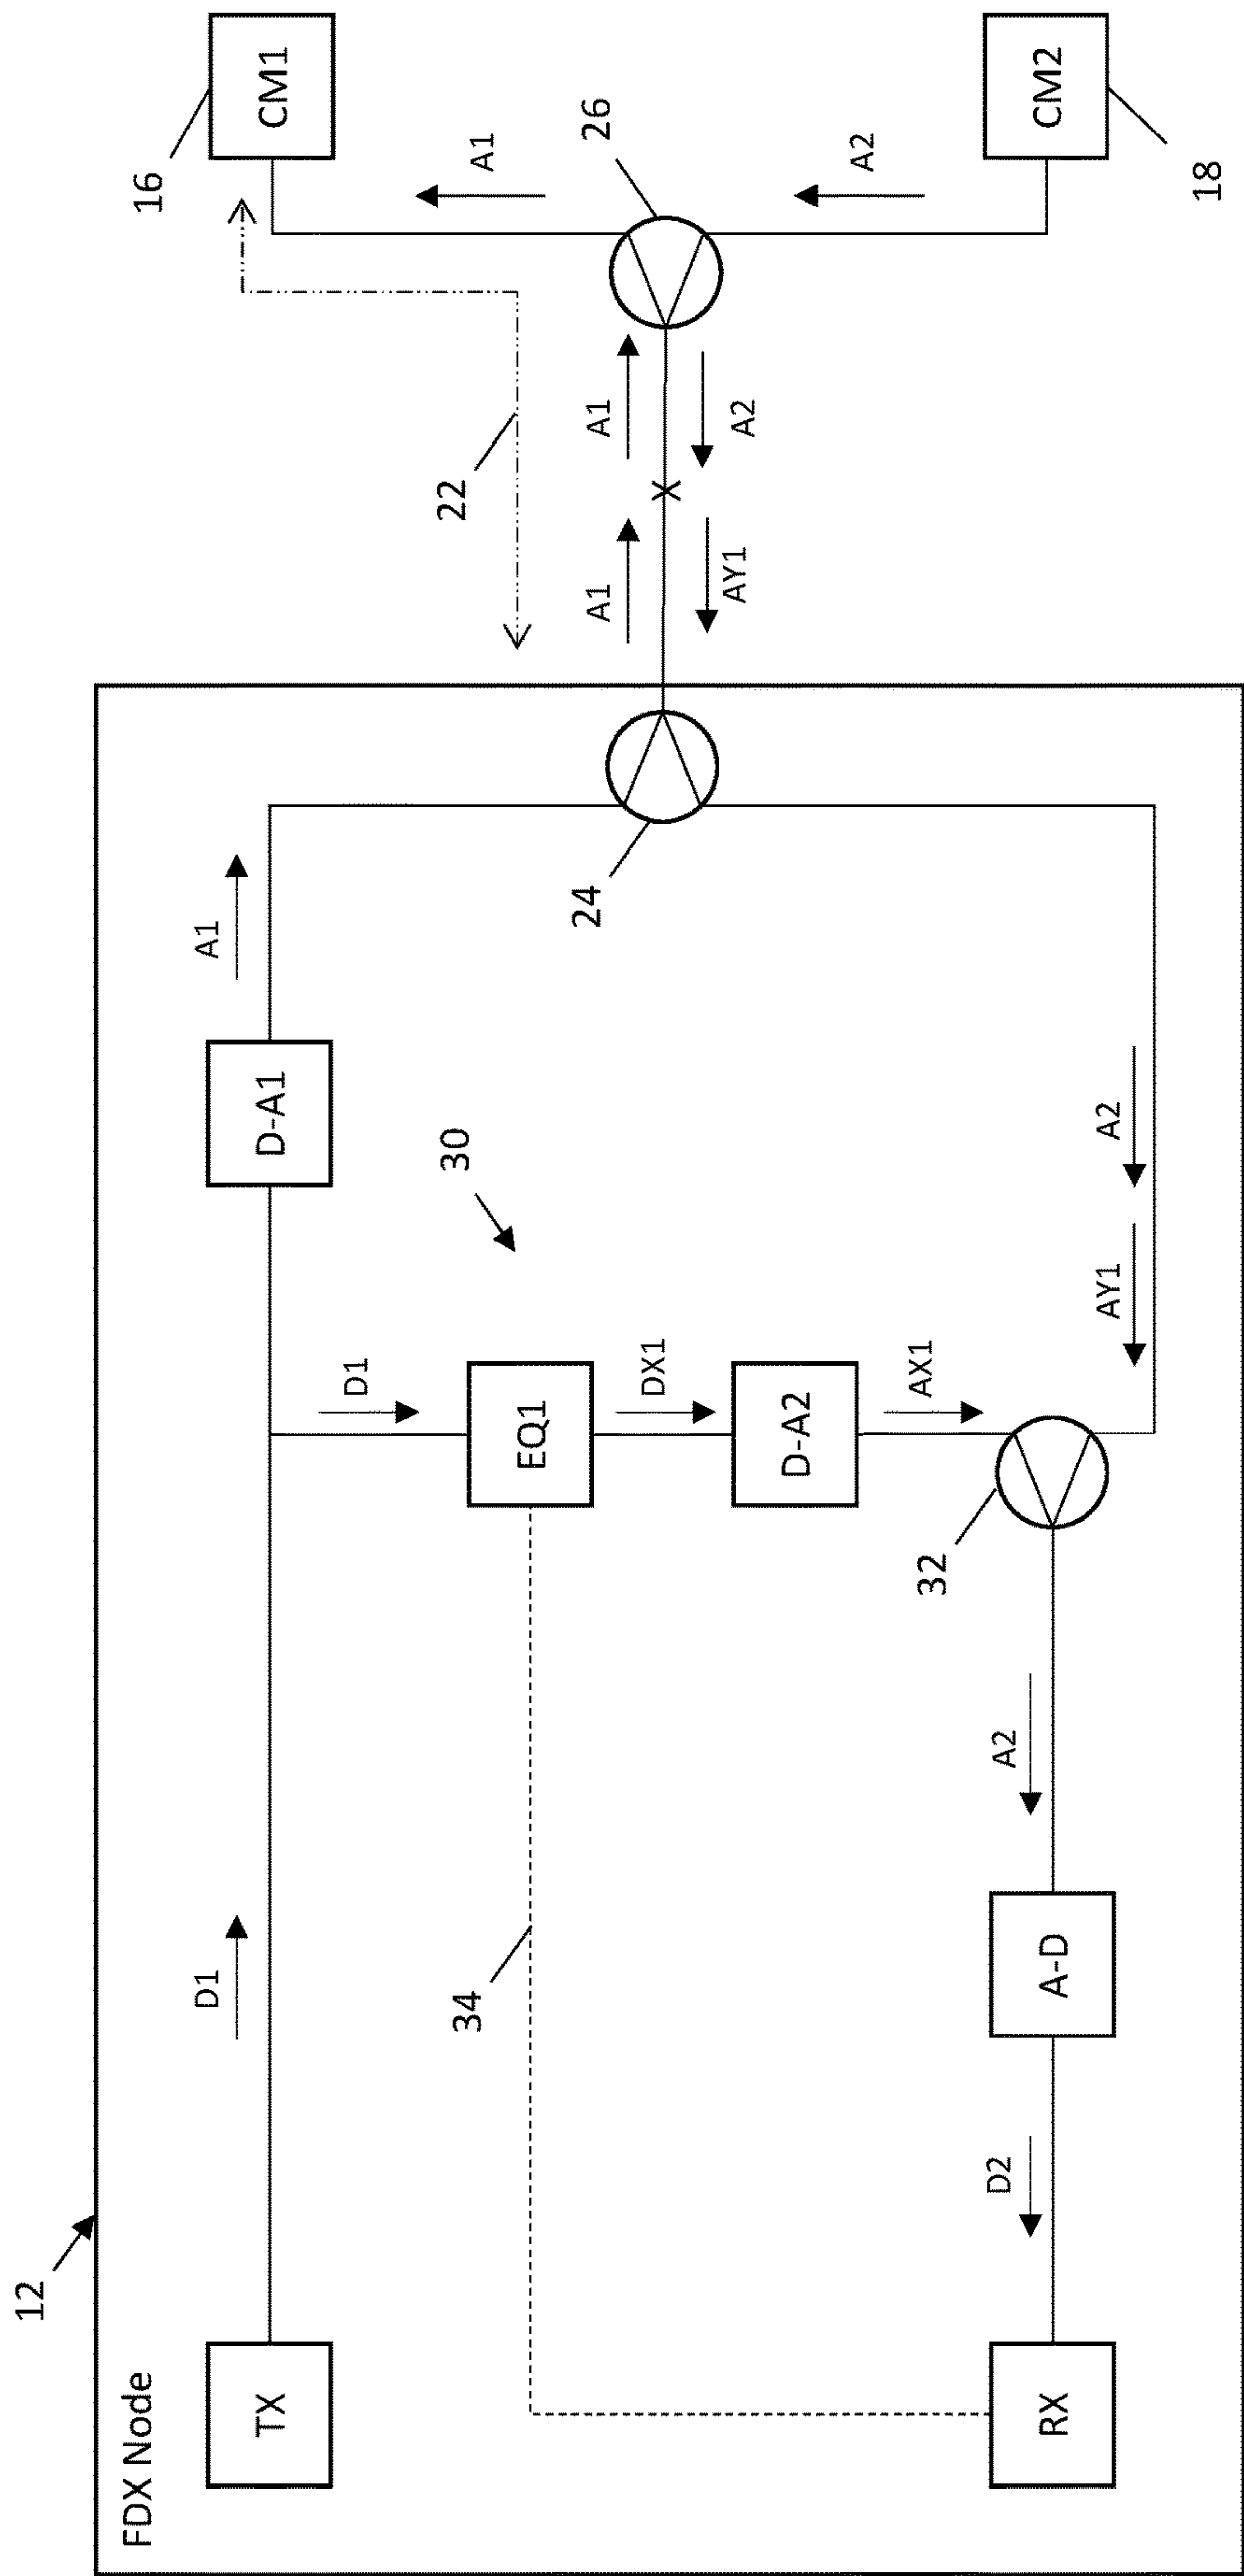 12
FDX Node
TX
D1
D-A1
A1
D1
EQ1
DX1
D-A2
AX1
30
34
32
RX
D2
A-D
A2
AY1
A2
24
22
A1
A1
X
AY1
A2
26
A1
A2
16
CM1
18
CM2